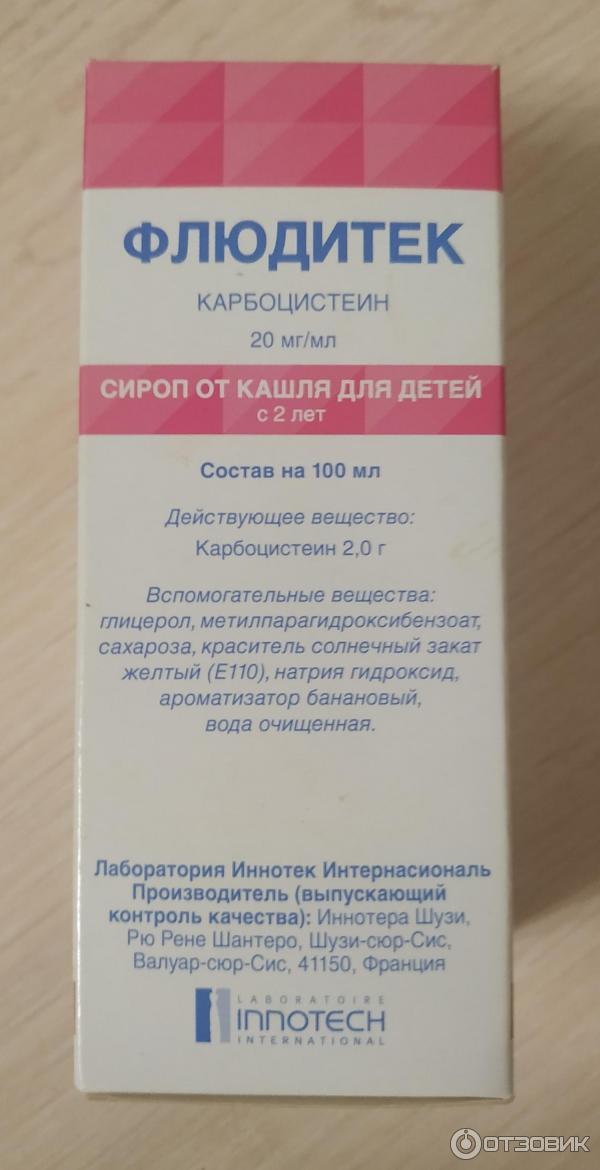 ФЛЮДИТЕК
КАРБОЦИСТЕИН
20 мг/мл
СИРОП ОТ КАШЛЯ ДЛЯ ДЕТЕЙ
с 2 лет
Состав на 100 мл
Действующее вещество:
Карбоцистеин 2,0 г
Вспомогательные вещества:
глицерол, метилпарагидроксибензоат,
сахароза, краситель солнечный закат
желтый (Е110), натрия гидроксид,
ароматизатор банановый,
вода очищенная.
Лаборатория Иннотек Интернасиональ
Производитель (выпускающий
контроль качества): Иннотера Шузи,
Рю Рене Шантеро, Шузи-сюр-Сис,
Валуар-сюр-Сис, 41150, Франция
LABORATOIRE
INNOTECH
INTERNATIONAL
ОТЗОВИК